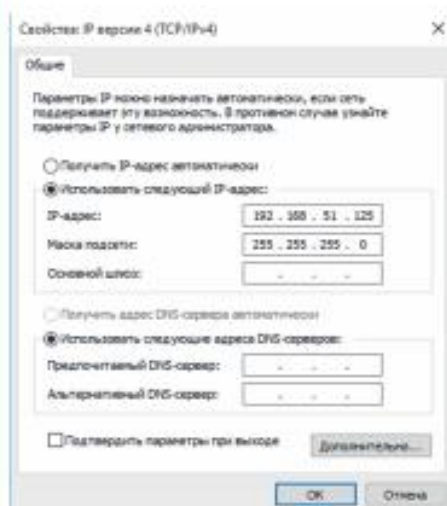 Свойства: IP версии 4 (TCP/IPv4)
Общие
Параметры IP можно назначать автоматически, если сеть
поддерживает эту возможность. В противном случае узнайте
параметры IP у сетевого администратора.
Получить IP-адрес автоматически
Использовать следующий IP-адрес:
IP-адрес: 192 . 168 . 51 . 125
Маска подсети: 255 . 255 . 255 . 0
Основной шлюз: . . .
Получить адрес DNS-сервера автоматически
Использовать следующие адреса DNS-серверов:
Предпочитаемый DNS-сервер: . . .
Альтернативный DNS-сервер: . . .
Подтвердить параметры при выходе
Дополнительно...
ОК Отмена